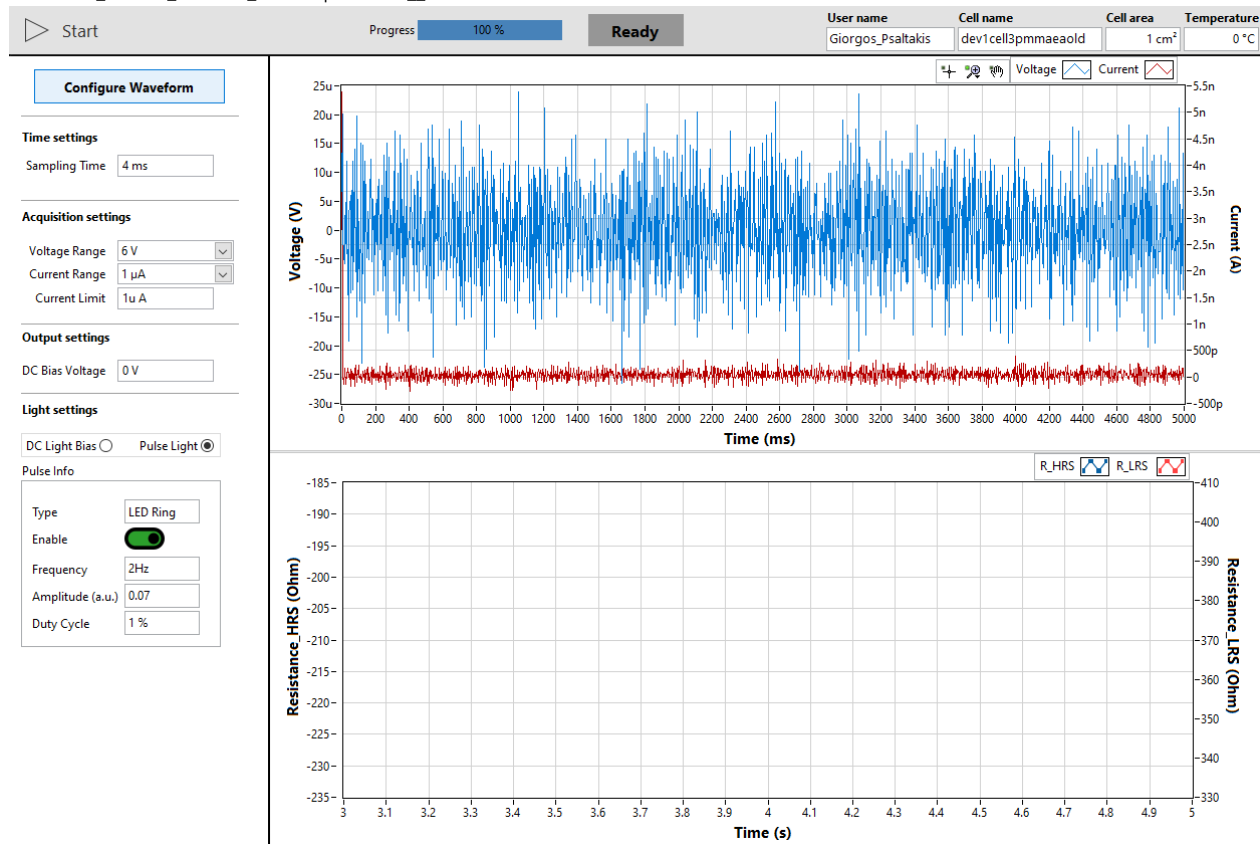 Start
Progress 100 % Ready
User name Cell name Cell area Temperature
Giorgos_Psaltakis dev1cell3pmmaeaold 1 cm² 0 °C
Configure Waveform
Time settings
Sampling Time 4 ms
Acquisition settings
Voltage Range 6 V
Current Range 1 µA
Current Limit 1u A
Output settings
DC Bias Voltage 0 V
Light settings
DC Light Bias Pulse Light
Pulse Info
Type LED Ring
Enable
Frequency 2Hz
Amplitude (a.u.) 0.07
Duty Cycle 1 %
Voltage Current
Voltage (V)
25u
20u
15u
10u
5u
0
-5u
-10u
-15u
-20u
-25u
-30u
5.5n
5n
4.5n
4n
3.5n
3n
2.5n
2n
1.5n
1n
500p
0
-500p
Current (A)
0 200 400 600 800 1000 1200 1400 1600 1800 2000 2200 2400 2600 2800 3000 3200 3400 3600 3800 4000 4200 4400 4600 4800 5000
Time (ms)
R_HRS R_LRS
Resistance_HRS (Ohm)
-185
-190
-195
-200
-205
-210
-215
-220
-225
-230
-235
410
400
390
380
370
360
350
340
330
Resistance_LRS (Ohm)
3 3.1 3.2 3.3 3.4 3.5 3.6 3.7 3.8 3.9 4 4.1 4.2 4.3 4.4 4.5 4.6 4.7 4.8 4.9 5
Time (s)